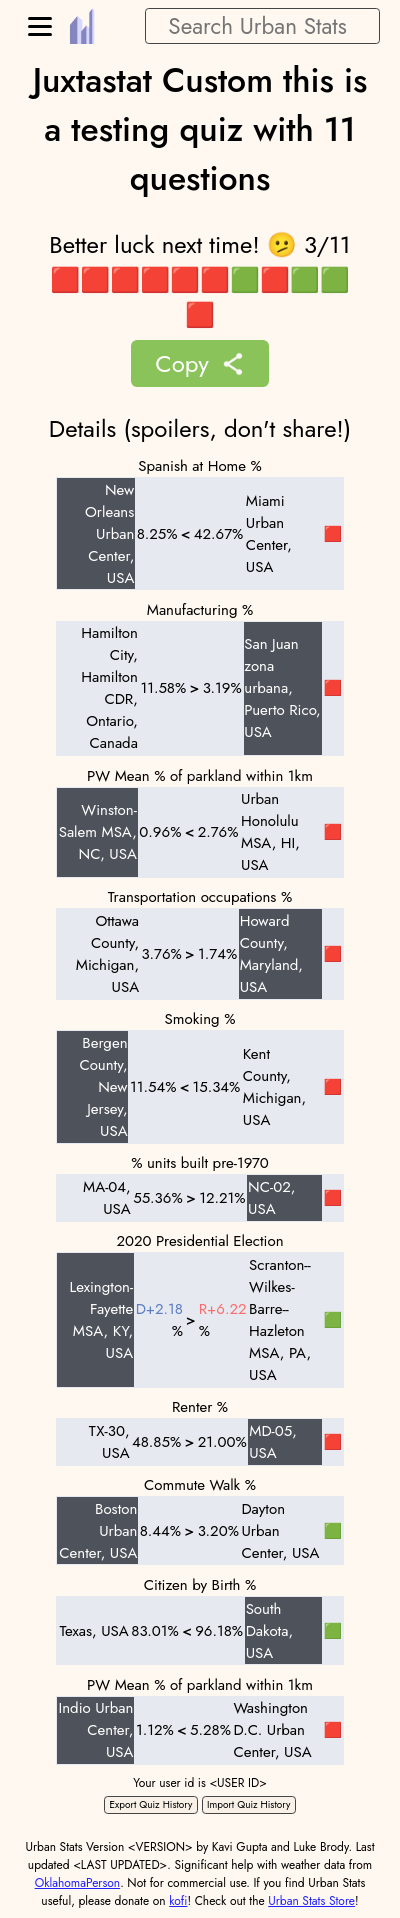 Search Urban Stats
Juxtastat Custom this is
a testing quiz with 11
questions
Better luck next time! 🫤 3/11
🟥🟥🟥🟥🟥🟥🟩🟥🟩🟩
🟥
Copy
Details (spoilers, don't share!)
Spanish at Home %
New
Orleans
Urban
Center,
USA
8.25% < 42.67%
Miami
Urban
Center,
USA
🟥
Manufacturing %
Hamilton
City,
Hamilton
CDR,
Ontario,
Canada
11.58% > 3.19%
San Juan
zona
urbana,
Puerto Rico,
USA
🟥
PW Mean % of parkland within 1km
Winston-
Salem MSA,
NC, USA
0.96% < 2.76%
Urban
Honolulu
MSA, HI,
USA
🟥
Transportation occupations %
Ottawa
County,
Michigan,
USA
3.76% > 1.74%
Howard
County,
Maryland,
USA
🟥
Smoking %
Bergen
County,
New
Jersey,
USA
11.54% < 15.34%
Kent
County,
Michigan,
USA
🟥
% units built pre-1970
MA-04,
USA
55.36% > 12.21%
NC-02,
USA
🟥
2020 Presidential Election
Lexington-
Fayette
MSA, KY,
USA
D+2.18
%
>
R+6.22
%
Scranton--
Wilkes-
Barre--
Hazleton
MSA, PA,
USA
🟩
Renter %
TX-30,
USA
48.85% > 21.00%
MD-05,
USA
🟥
Commute Walk %
Boston
Urban
Center, USA
8.44% > 3.20%
Dayton
Urban
Center, USA
🟩
Citizen by Birth %
Texas, USA
83.01% < 96.18%
South
Dakota,
USA
🟩
PW Mean % of parkland within 1km
Indio Urban
Center,
USA
1.12% < 5.28%
Washington
D.C. Urban
Center, USA
🟥
Your user id is <USER ID>
Export Quiz History Import Quiz History
Urban Stats Version <VERSION> by Kavi Gupta and Luke Brody. Last
updated <LAST UPDATED>. Significant help with weather data from
OklahomaPerson. Not for commercial use. If you find Urban Stats
useful, please donate on kofi! Check out the Urban Stats Store!